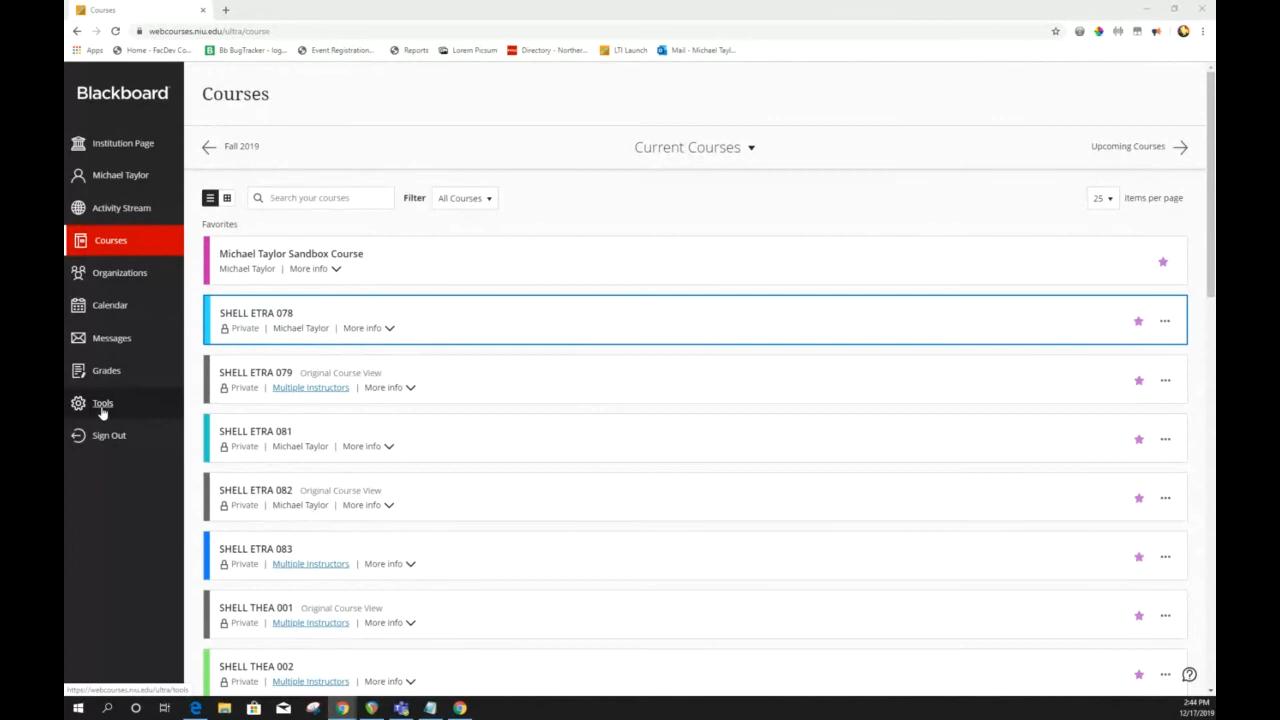 Courses
webcourses.niu.edu/ultra/course
Apps Home - FacDev Co... Bb BugTracker - log... Event Registration... Reports Lorem Picsum Directory - Norther... LTI Launch Mail - Michael Tayl...
Blackboard
Institution Page
Michael Taylor
Activity Stream
Courses
Organizations
Calendar
Messages
Grades
Tools
Sign Out
https://webcourses.niu.edu/ultra/tools
Courses
Fall 2019 Current Courses Upcoming Courses
Search your courses Filter All Courses 25 items per page
Favorites
Michael Taylor Sandbox Course
Michael Taylor | More info
SHELL ETRA 078
Private | Michael Taylor | More info
SHELL ETRA 079 Original Course View
Private | Multiple Instructors | More info
SHELL ETRA 081
Private | Michael Taylor | More info
SHELL ETRA 082 Original Course View
Private | Michael Taylor | More info
SHELL ETRA 083
Private | Multiple Instructors | More info
SHELL THEA 001 Original Course View
Private | Multiple Instructors | More info
SHELL THEA 002
Private | Multiple Instructors | More info
2:44 PM
12/17/2019